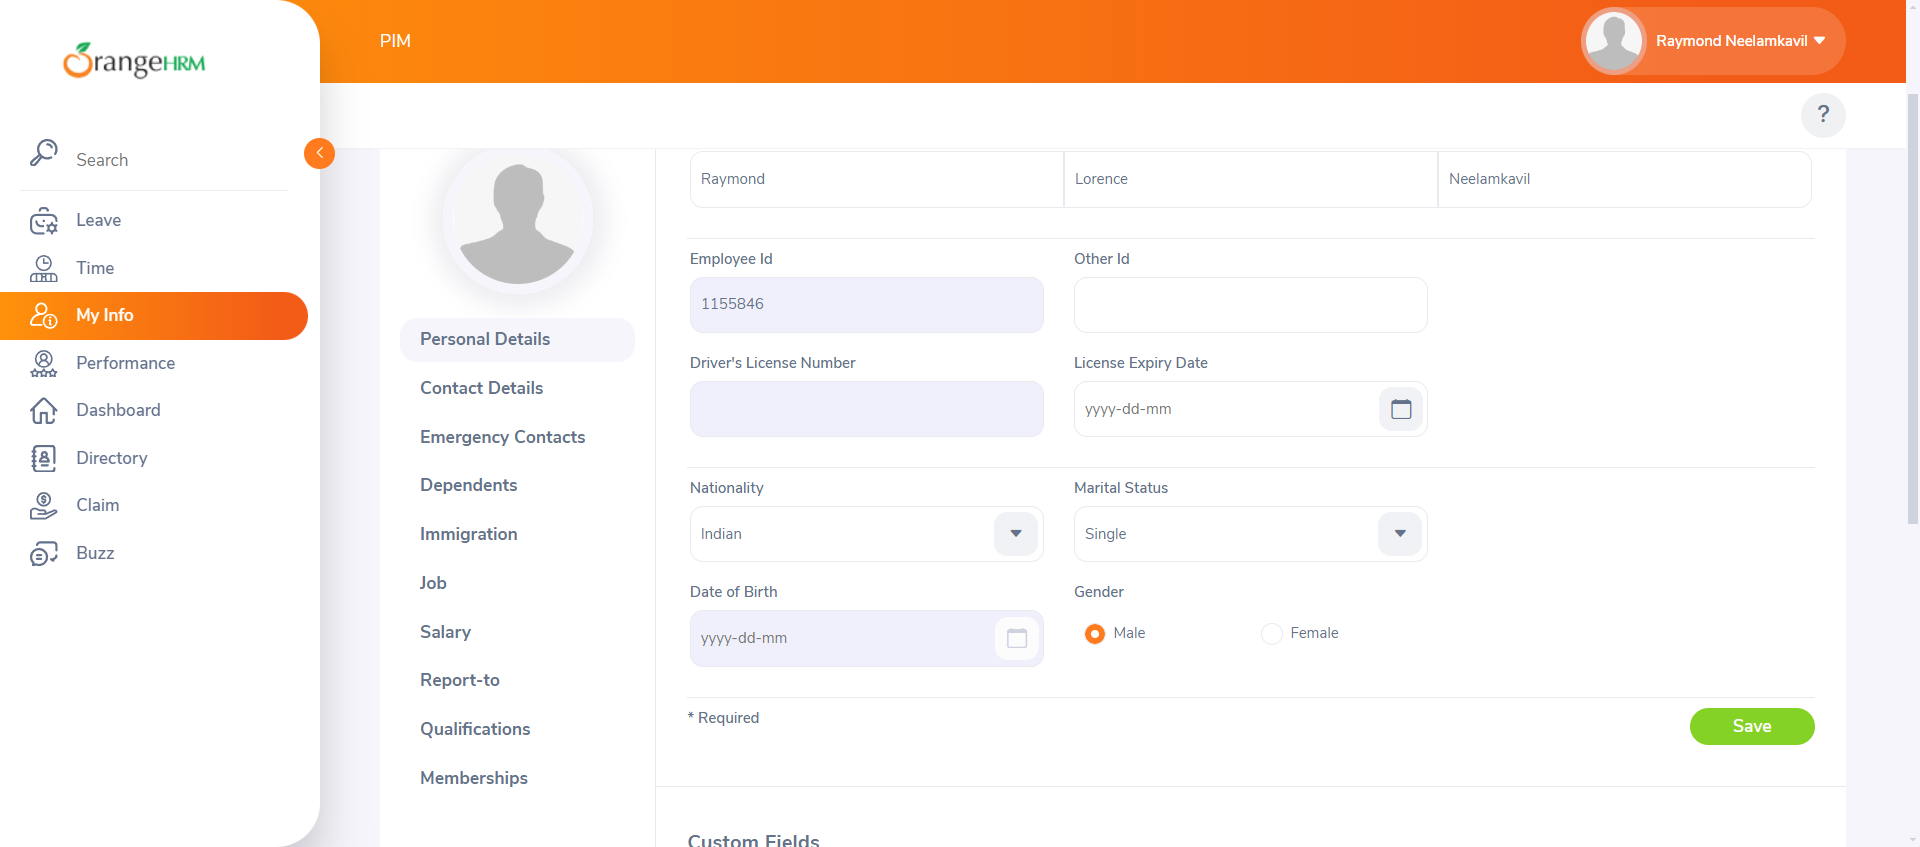 OrangeHRM
PIM
Raymond Neelamkavil
?
Search
Leave
Time
My Info
Performance
Dashboard
Directory
Claim
Buzz
Personal Details
Contact Details
Emergency Contacts
Dependents
Immigration
Job
Salary
Report-to
Qualifications
Memberships
Raymond Lorence Neelamkavil
Employee Id Other Id
1155846
Driver's License Number License Expiry Date
yyyy-dd-mm
Nationality Marital Status
Indian Single
Date of Birth Gender
yyyy-dd-mm Male Female
* Required
Save
Custom Fields